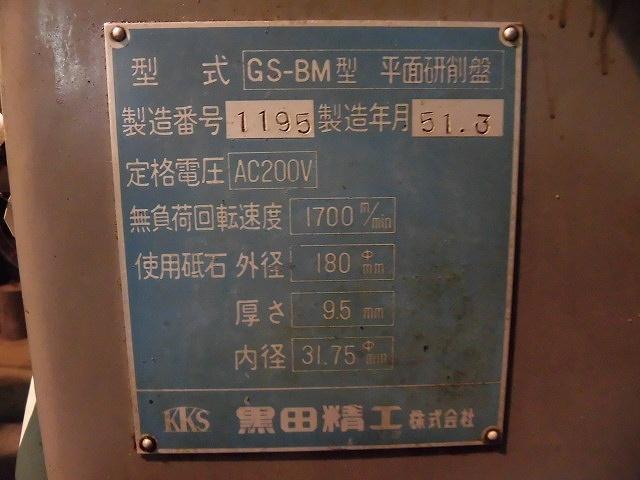 型式 GS-BM型 平面研削盤
製造番号 1195 製造年月 51.3
定格電圧 AC200V
無負荷回転速度 1700 m/min
使用砥石 外径 180 φ mm
厚さ 9.5 mm
内径 31.75 φ mm
KKS 黒田精工株式会社